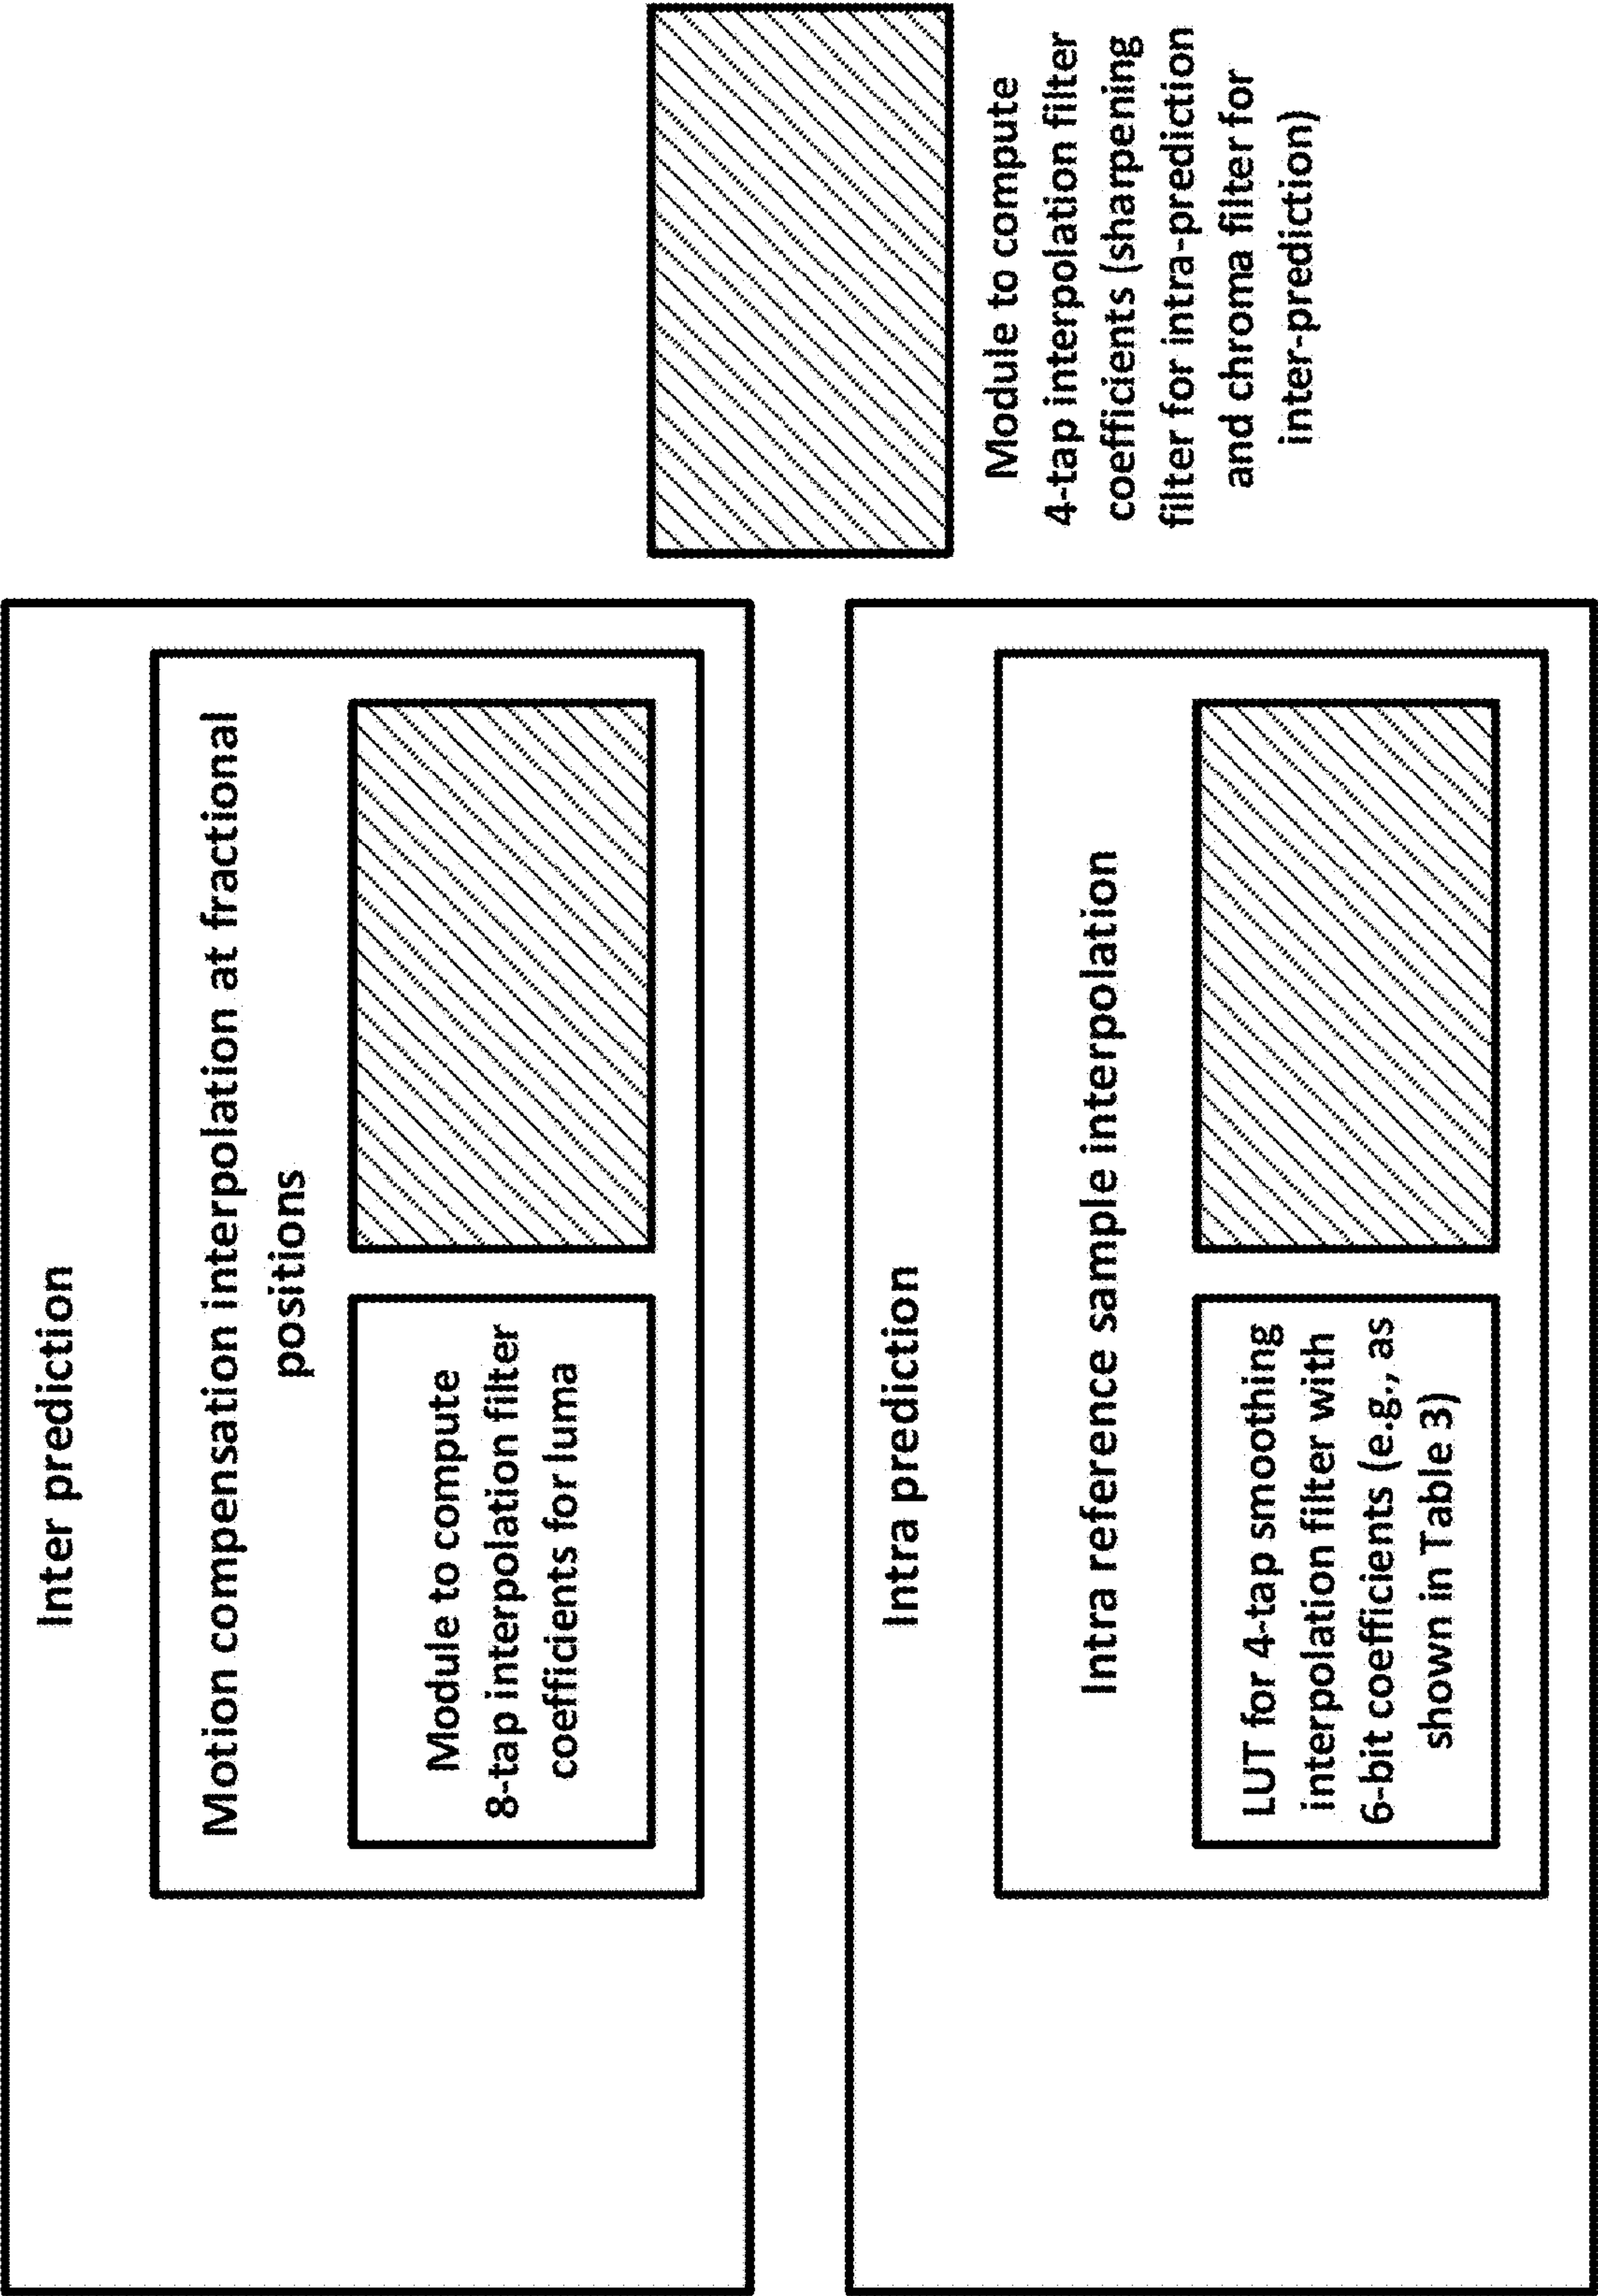 Inter prediction
Motion compensation interpolation at fractional
positions
Module to compute
8-tap interpolation filter
coefficients for luma
Intra prediction
Intra reference sample interpolation
LUT for 4-tap smoothing
interpolation filter with
6-bit coefficients (e.g., as
shown in Table 3)
Module to compute
4-tap interpolation filter
coefficients (sharpening
filter for intra-prediction
and chroma filter for
inter-prediction)